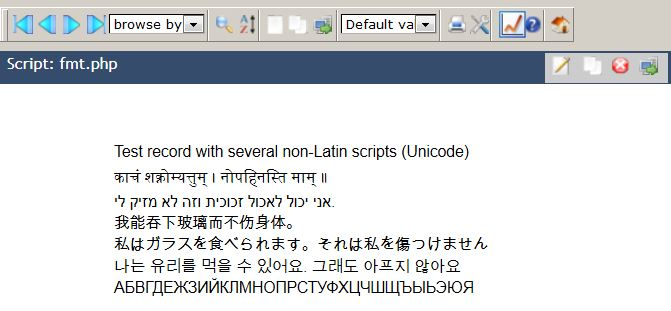 browse by
Default va
Script: fmt.php
Test record with several non-Latin scripts (Unicode)
काचं शक्नोम्यत्तुम् । नोपहिनस्ति माम् ॥
אני יכול לאכול זכוכית וזה לא מזיק לי.
我能吞下玻璃而不伤身体。
私はガラスを食べられます。それは私を傷つけません
나는 유리를 먹을 수 있어요. 그래도 아프지 않아요
АБВГДЕЖЗИЙКЛМНОПРСТУФХЦЧШЩЪЫЬЭЮЯ